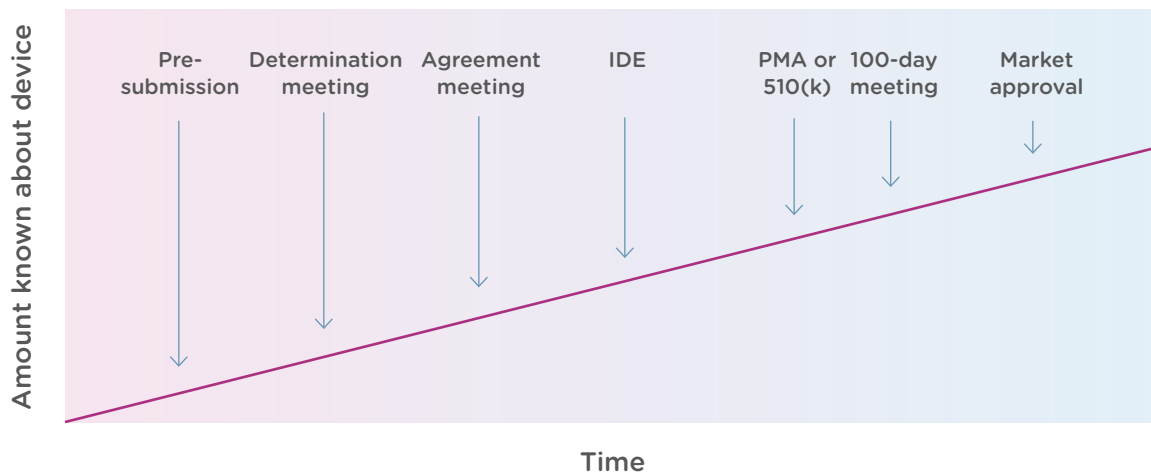 Amount known about device
Pre-
submission
Determination
meeting
Agreement
meeting
IDE
PMA or
510(k)
100-day
meeting
Market
approval
Time